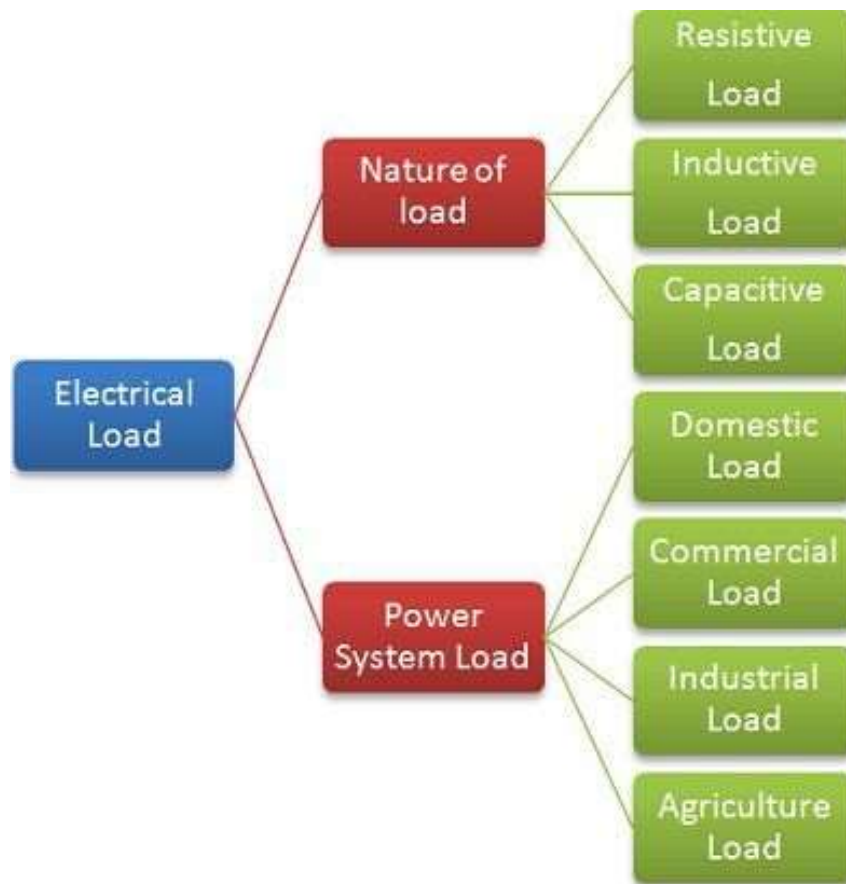 Electrical
Load
Nature of
load
Resistive
Load
Inductive
Load
Capacitive
Load
Power
System Load
Domestic
Load
Commercial
Load
Industrial
Load
Agriculture
Load